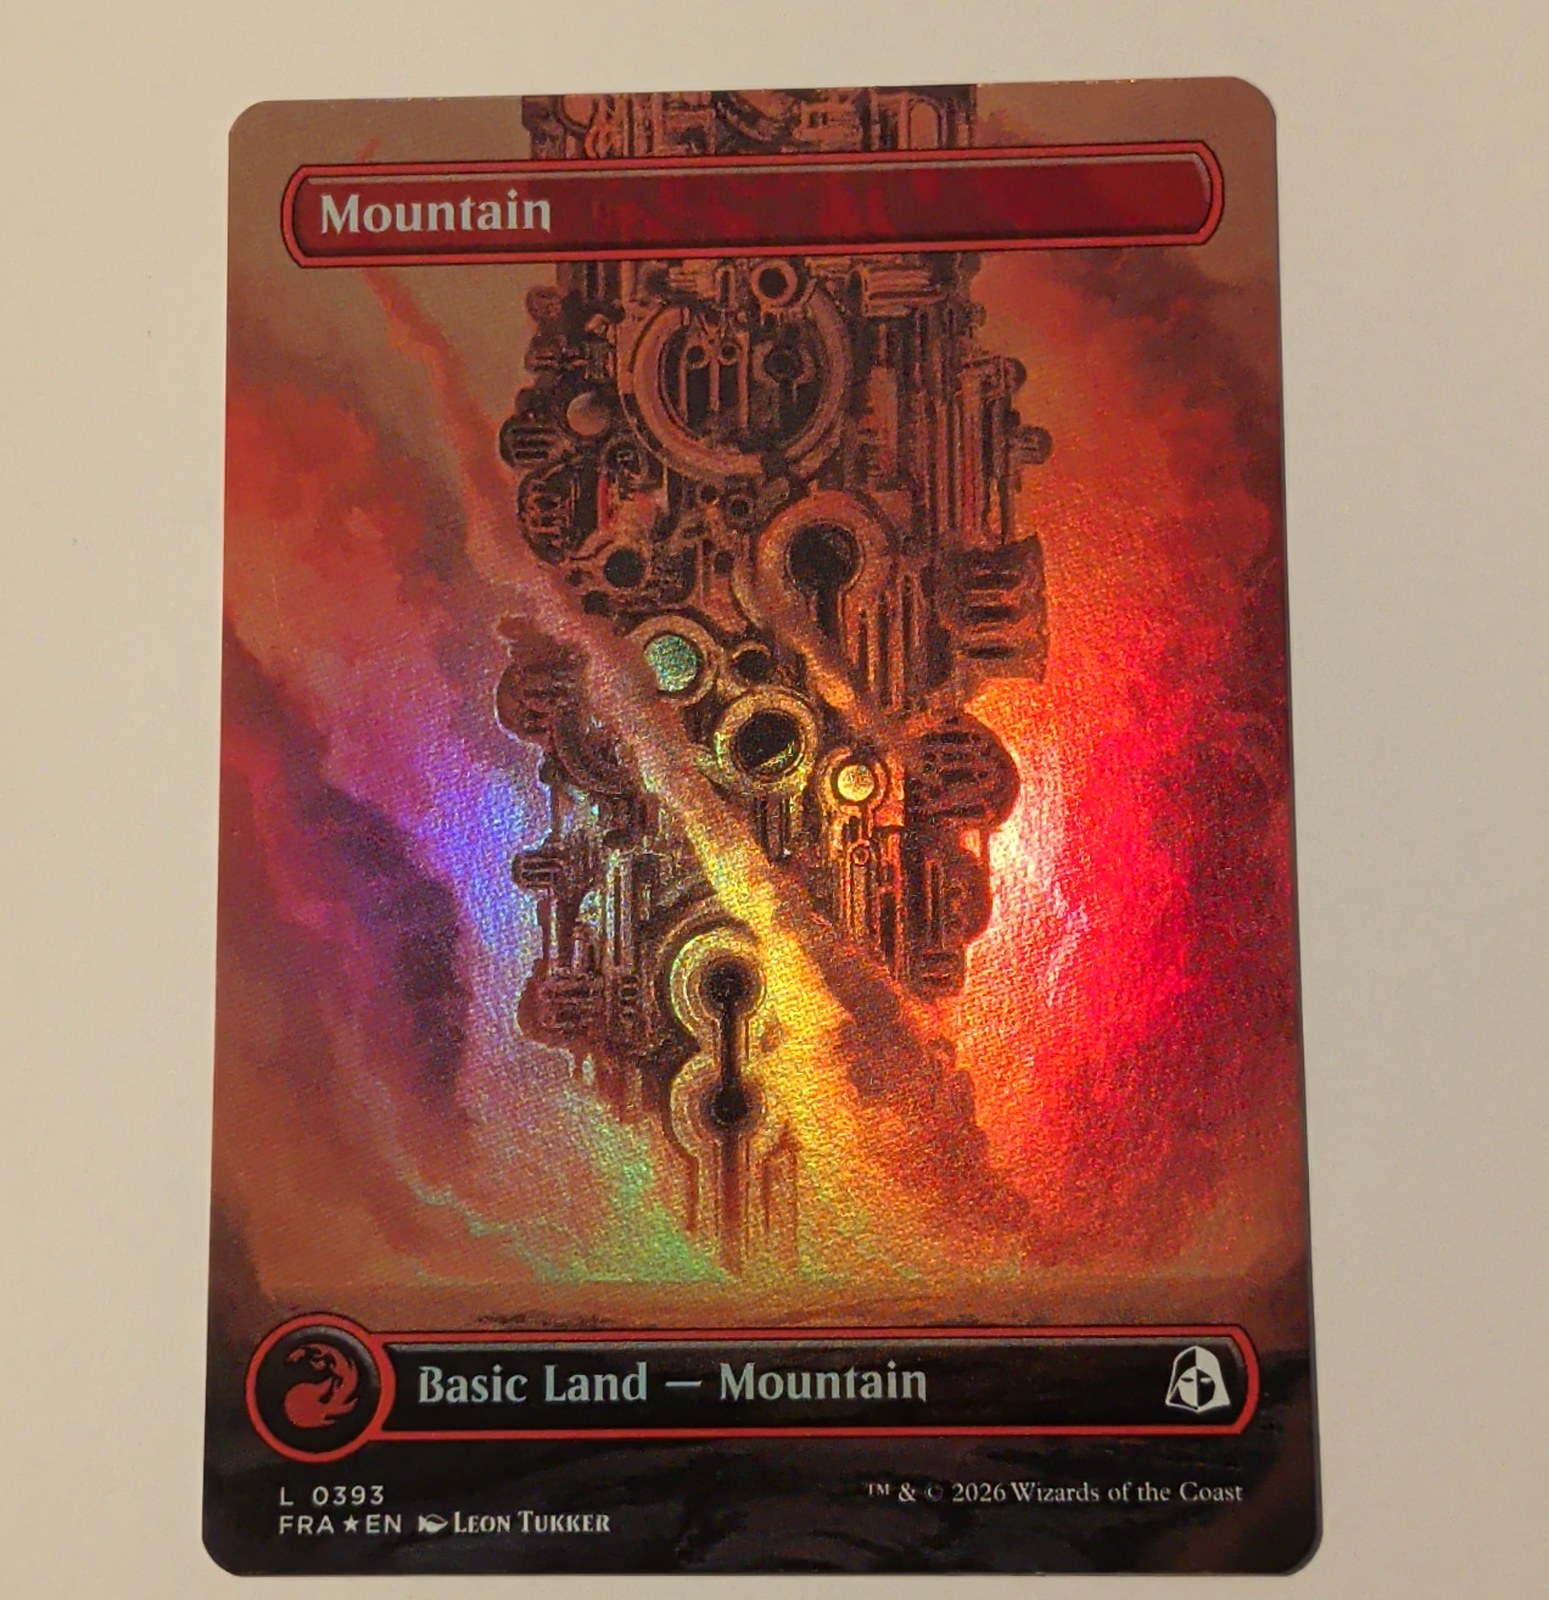 Mountain
Basic Land — Mountain
L 0393
FRA★EN LEON TUKKER
™ & © 2026 Wizards of the Coast